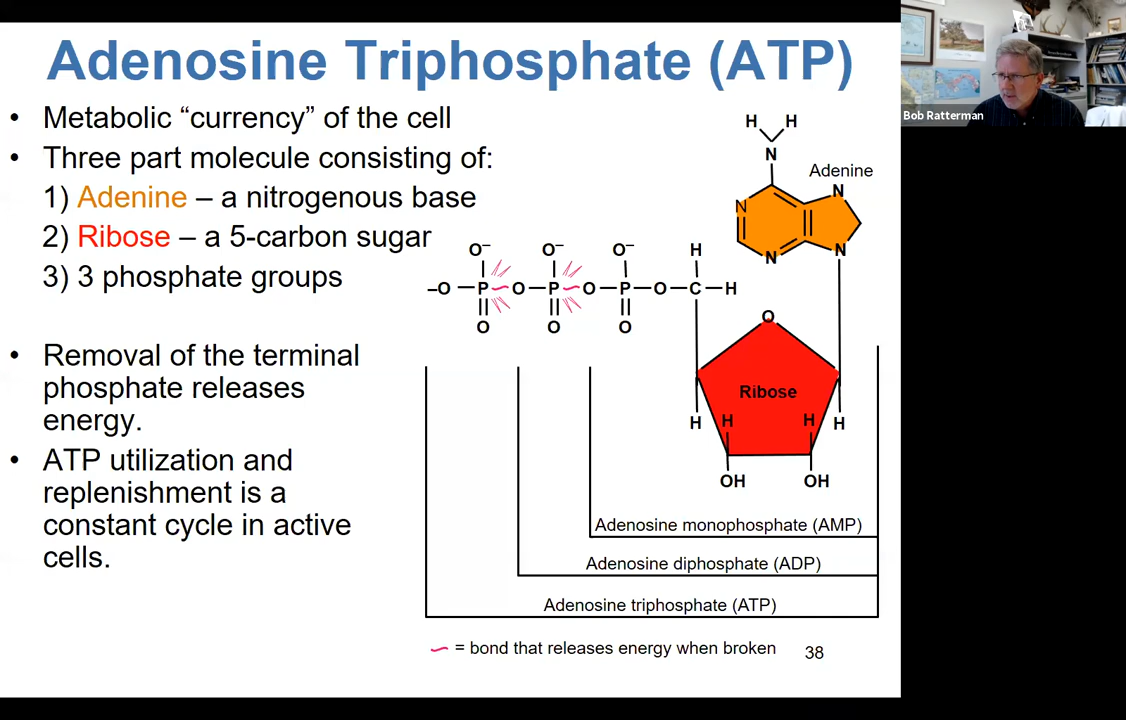 Adenosine Triphosphate (ATP)
• Metabolic “currency” of the cell
• Three part molecule consisting of:
1) Adenine – a nitrogenous base
2) Ribose – a 5-carbon sugar
3) 3 phosphate groups
• Removal of the terminal
phosphate releases
energy.
• ATP utilization and
replenishment is a
constant cycle in active
cells.
H H
N
Adenine
N N
N N
O– O– O– H
–O P O P O P O C H
O O O
O
Ribose
H H H H
OH OH
Adenosine monophosphate (AMP)
Adenosine diphosphate (ADP)
Adenosine triphosphate (ATP)
= bond that releases energy when broken
38
Bob Ratterman